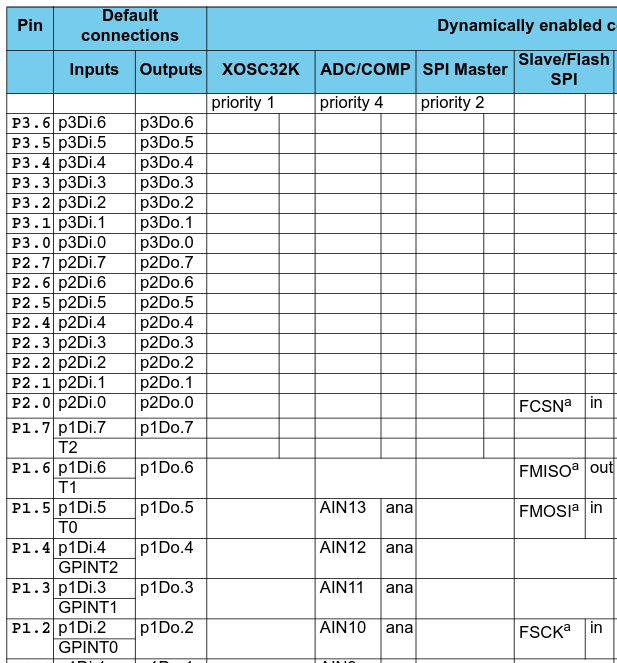 Pin Default connections Dynamically enabled c
Inputs Outputs XOSC32K ADC/COMP SPI Master Slave/Flash SPI
priority 1 priority 4 priority 2
P3.6 p3Di.6 p3Do.6
P3.5 p3Di.5 p3Do.5
P3.4 p3Di.4 p3Do.4
P3.3 p3Di.3 p3Do.3
P3.2 p3Di.2 p3Do.2
P3.1 p3Di.1 p3Do.1
P3.0 p3Di.0 p3Do.0
P2.7 p2Di.7 p2Do.7
P2.6 p2Di.6 p2Do.6
P2.5 p2Di.5 p2Do.5
P2.4 p2Di.4 p2Do.4
P2.3 p2Di.3 p2Do.3
P2.2 p2Di.2 p2Do.2
P2.1 p2Di.1 p2Do.1
P2.0 p2Di.0 p2Do.0 FCSNa in
P1.7 p1Di.7 p1Do.7
T2
P1.6 p1Di.6 p1Do.6 FMISOa out
T1
P1.5 p1Di.5 p1Do.5 AIN13 ana FMOSIa in
T0
P1.4 p1Di.4 p1Do.4 AIN12 ana
GPINT2
P1.3 p1Di.3 p1Do.3 AIN11 ana
GPINT1
P1.2 p1Di.2 p1Do.2 AIN10 ana FSCKa in
GPINT0